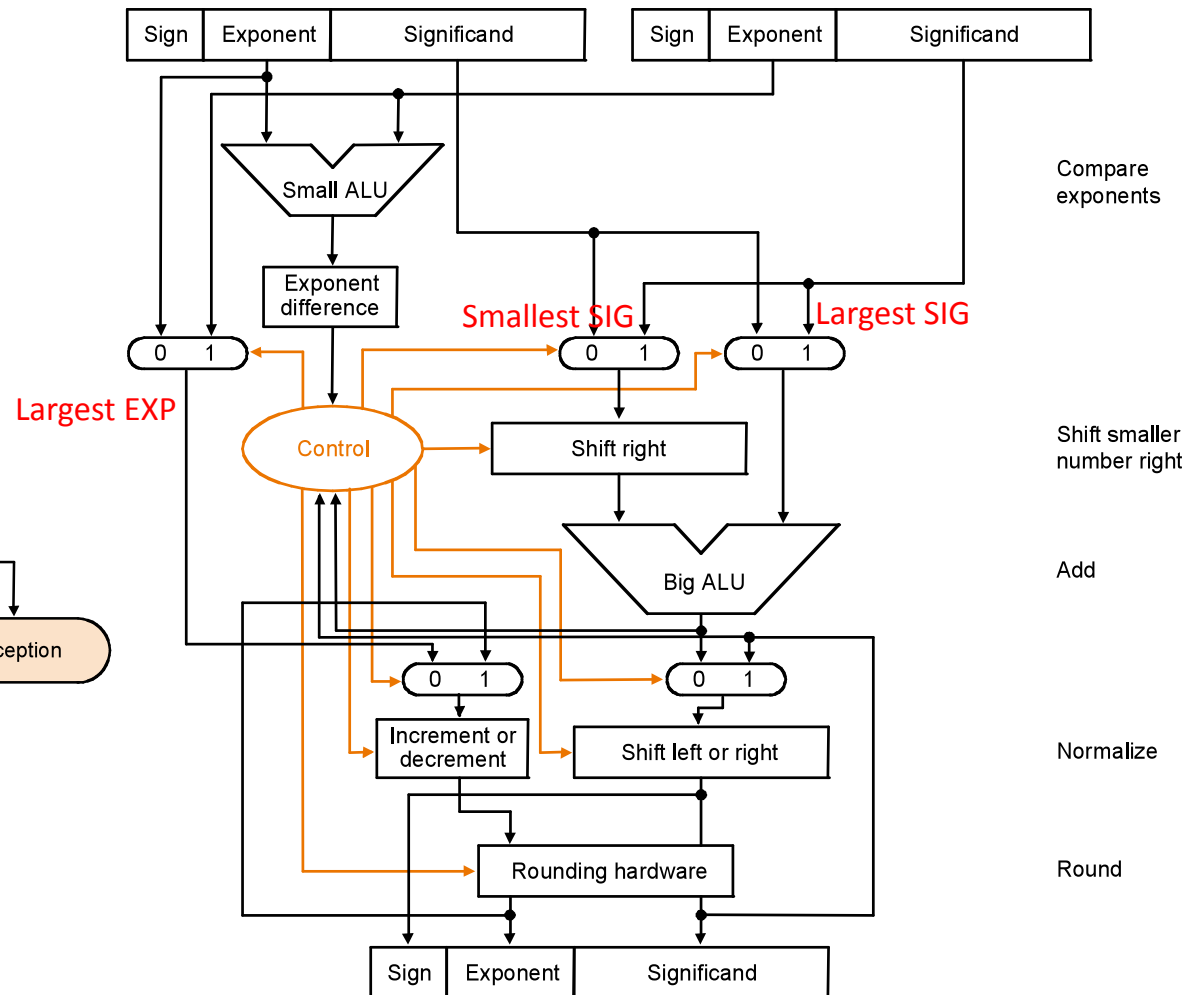 Sign Exponent Significand Sign Exponent Significand
Small ALU
Compare
exponents
Exponent
difference
Smallest SIG Largest SIG
0 1 0 1 0 1
Largest EXP
Control Shift right
Shift smaller
number right
Big ALU Add
ception
0 1 0 1
Increment or
decrement
Shift left or right Normalize
Rounding hardware Round
Sign Exponent Significand